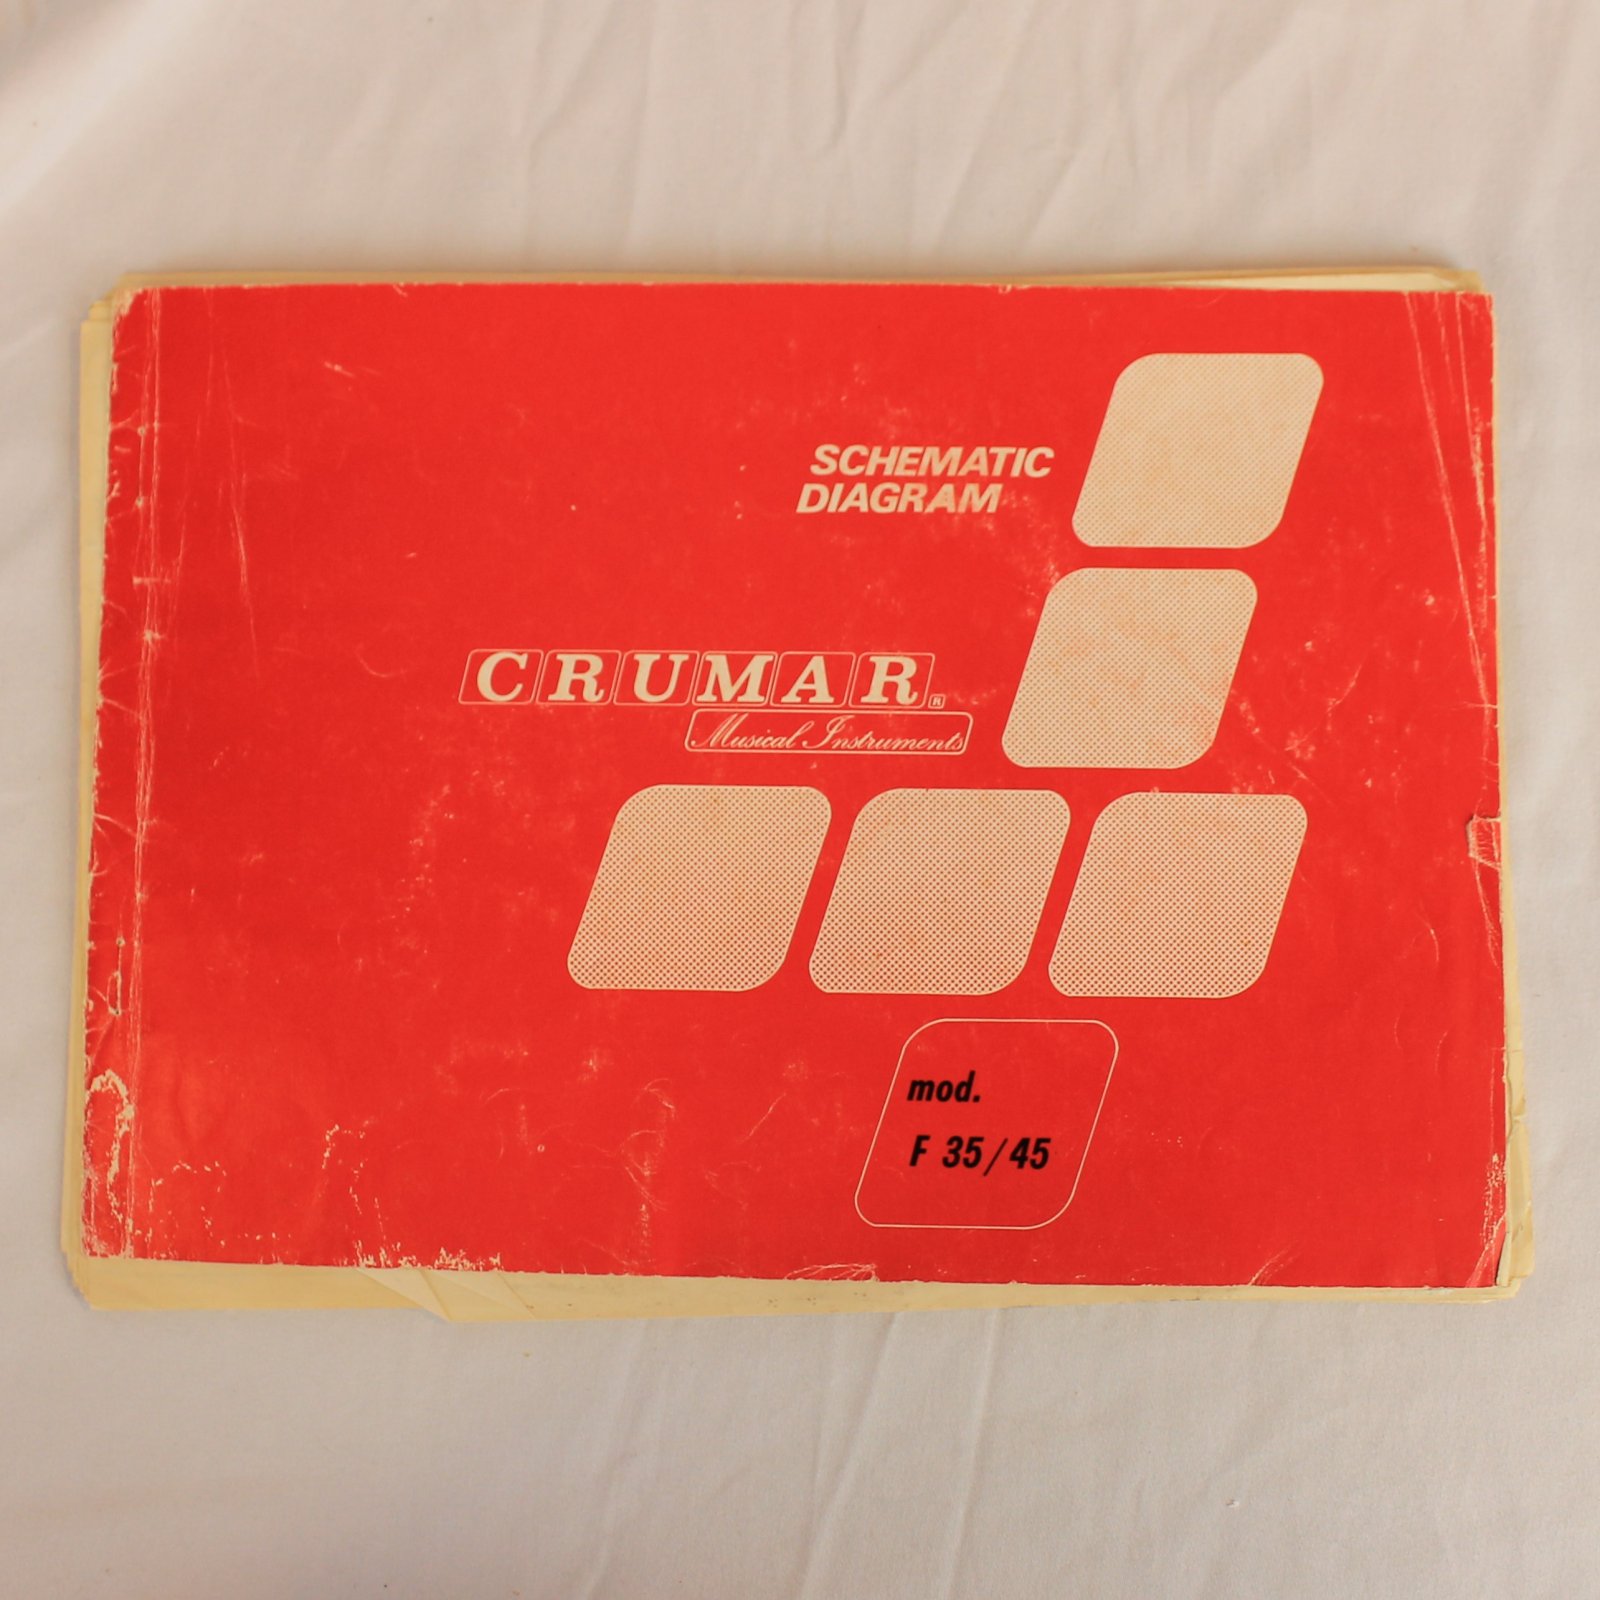 SCHEMATIC
DIAGRAM
CRUMAR®
Musical Instruments
mod.
F 35/45